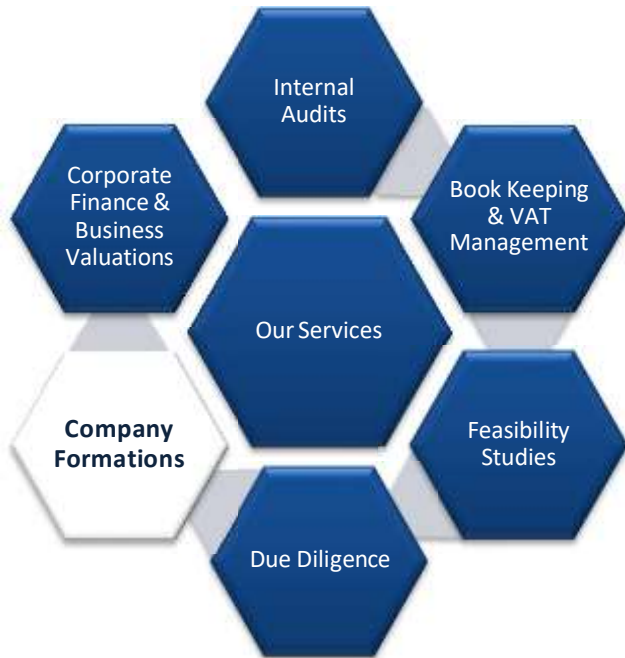 Internal
Audits
Corporate
Finance &
Business
Valuations
Book Keeping
& VAT
Management
Our Services
Company
Formations
Feasibility
Studies
Due Diligence